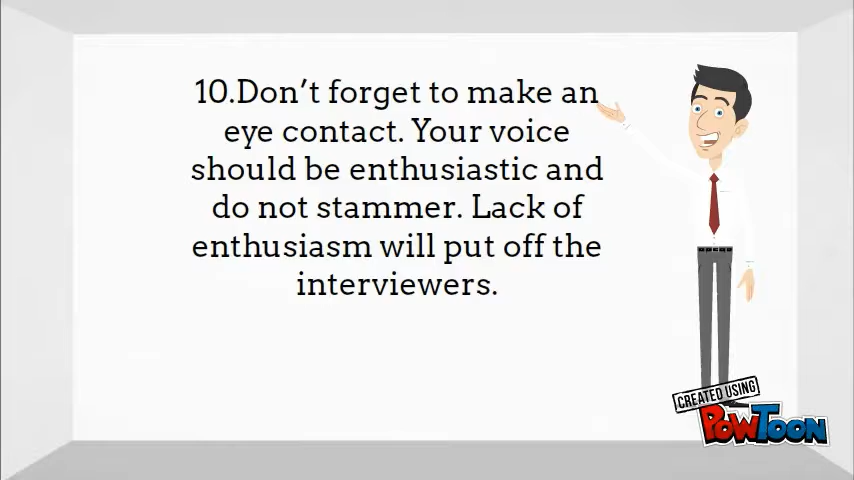 10.Don’t forget to make an
eye contact. Your voice
should be enthusiastic and
do not stammer. Lack of
enthusiasm will put off the
interviewers.
CREATED USING
POWTOON